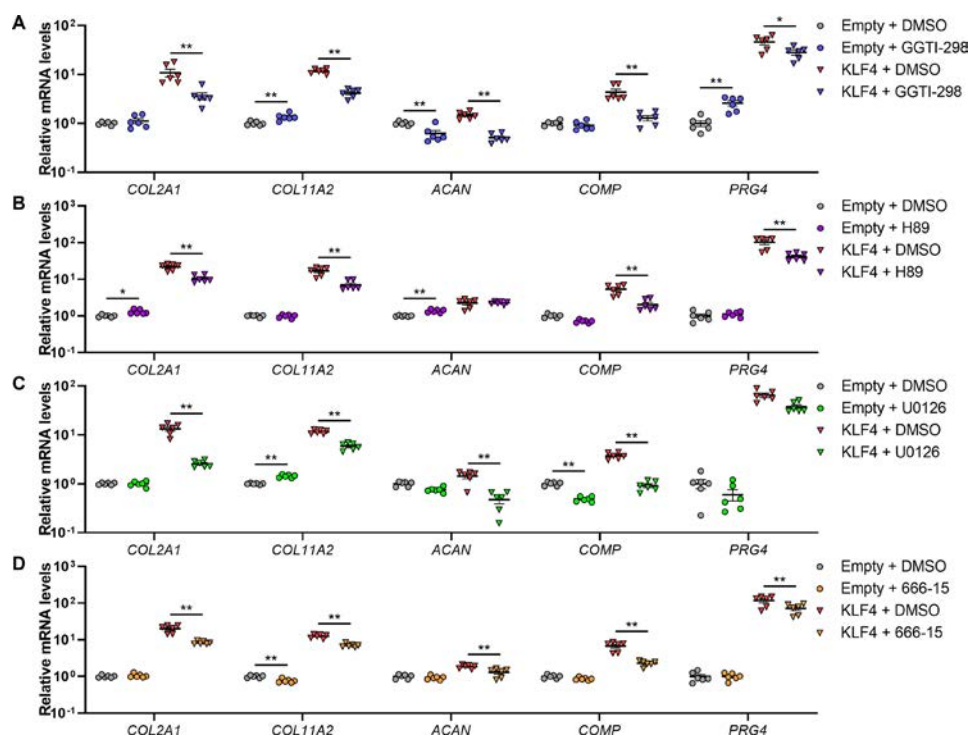 A
Relative mRNA levels
10²
10¹
10⁰
10⁻¹
** ** ** ** ** ** ** *
COL2A1 COL11A2 ACAN COMP PRG4
Empty + DMSO
Empty + GGTI-298
KLF4 + DMSO
KLF4 + GGTI-298
B
Relative mRNA levels
10³
10²
10¹
10⁰
10⁻¹
* ** ** ** ** **
COL2A1 COL11A2 ACAN COMP PRG4
Empty + DMSO
Empty + H89
KLF4 + DMSO
KLF4 + H89
C
Relative mRNA levels
10²
10¹
10⁰
10⁻¹
** ** ** ** ** **
COL2A1 COL11A2 ACAN COMP PRG4
Empty + DMSO
Empty + U0126
KLF4 + DMSO
KLF4 + U0126
D
Relative mRNA levels
10³
10²
10¹
10⁰
10⁻¹
** ** ** ** ** **
COL2A1 COL11A2 ACAN COMP PRG4
Empty + DMSO
Empty + 666-15
KLF4 + DMSO
KLF4 + 666-15